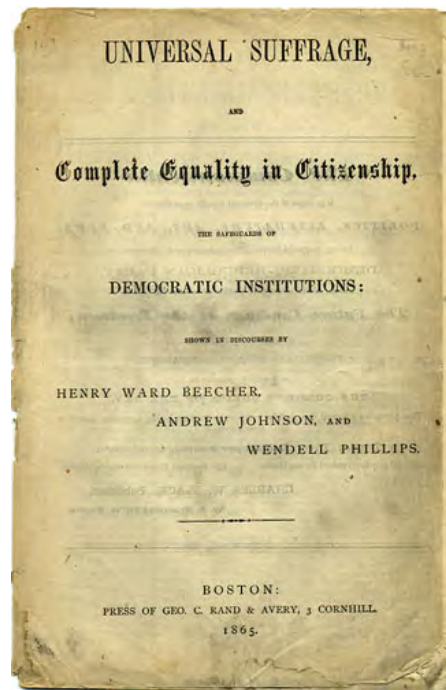 UNIVERSAL SUFFRAGE,
AND
Complete Equality in Citizenship,
THE SAFEGUARDS OF
DEMOCRATIC INSTITUTIONS:
SHOWN IN DISCOURSES BY
HENRY WARD BEECHER,
ANDREW JOHNSON, AND
WENDELL PHILLIPS.
BOSTON:
PRESS OF GEO. C. RAND & AVERY, 3 CORNHILL.
1865.